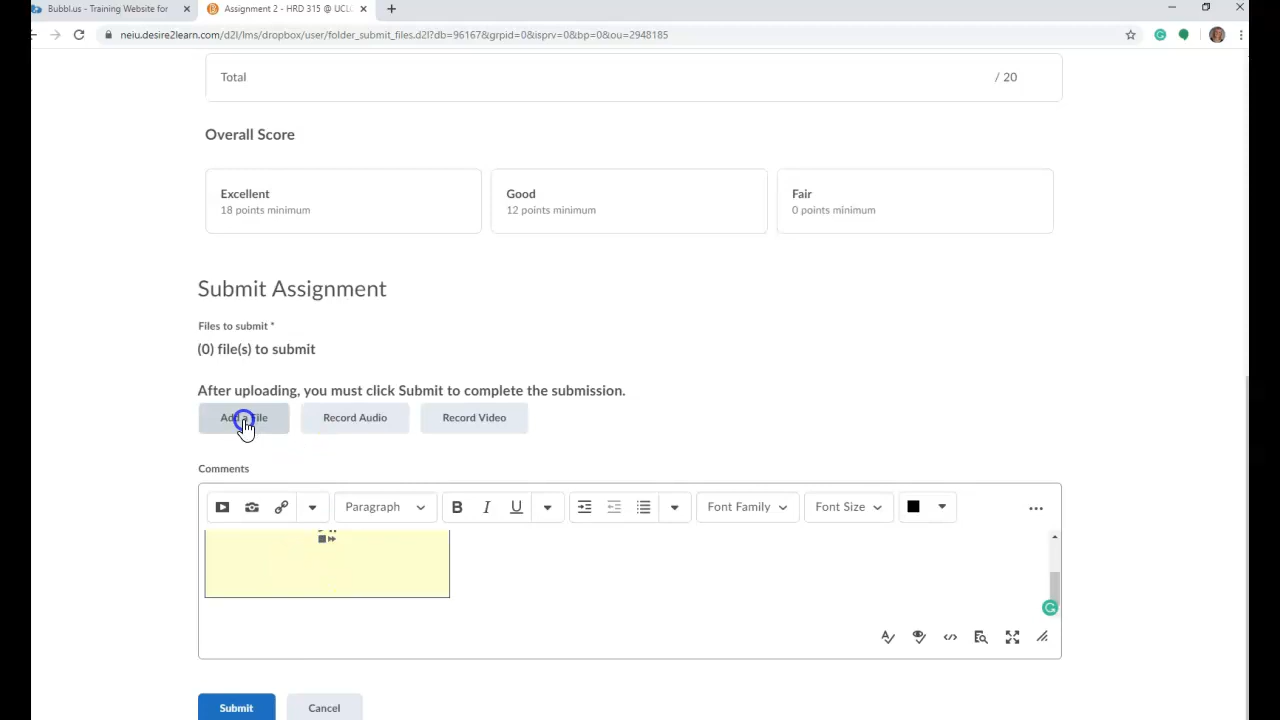 Bubbl.us - Training Website for
Assignment 2 - HRD 315 @ UCLC
neiu.desire2learn.com/d2l/lms/dropbox/user/folder_submit_files.d2l?db=96167&grpid=0&isprv=0&bp=0&ou=2948185
Total / 20
Overall Score
Excellent Good Fair
18 points minimum 12 points minimum 0 points minimum
Submit Assignment
Files to submit *
(0) file(s) to submit
After uploading, you must click Submit to complete the submission.
Add a File Record Audio Record Video
Comments
Paragraph B I U Font Family Font Size
Submit Cancel